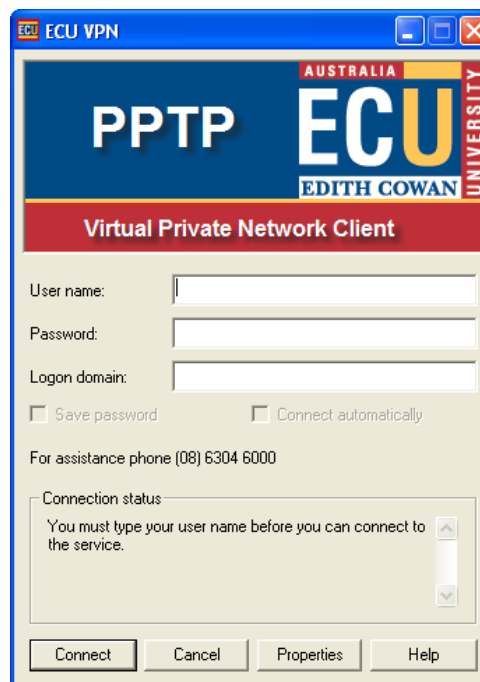 ECU ECU VPN
AUSTRALIA
PPTP
ECU
UNIVERSITY
EDITH COWAN
Virtual Private Network Client
User name:
Password:
Logon domain:
Save password Connect automatically
For assistance phone (08) 6304 6000
Connection status
You must type your user name before you can connect to
the service.
Connect Cancel Properties Help